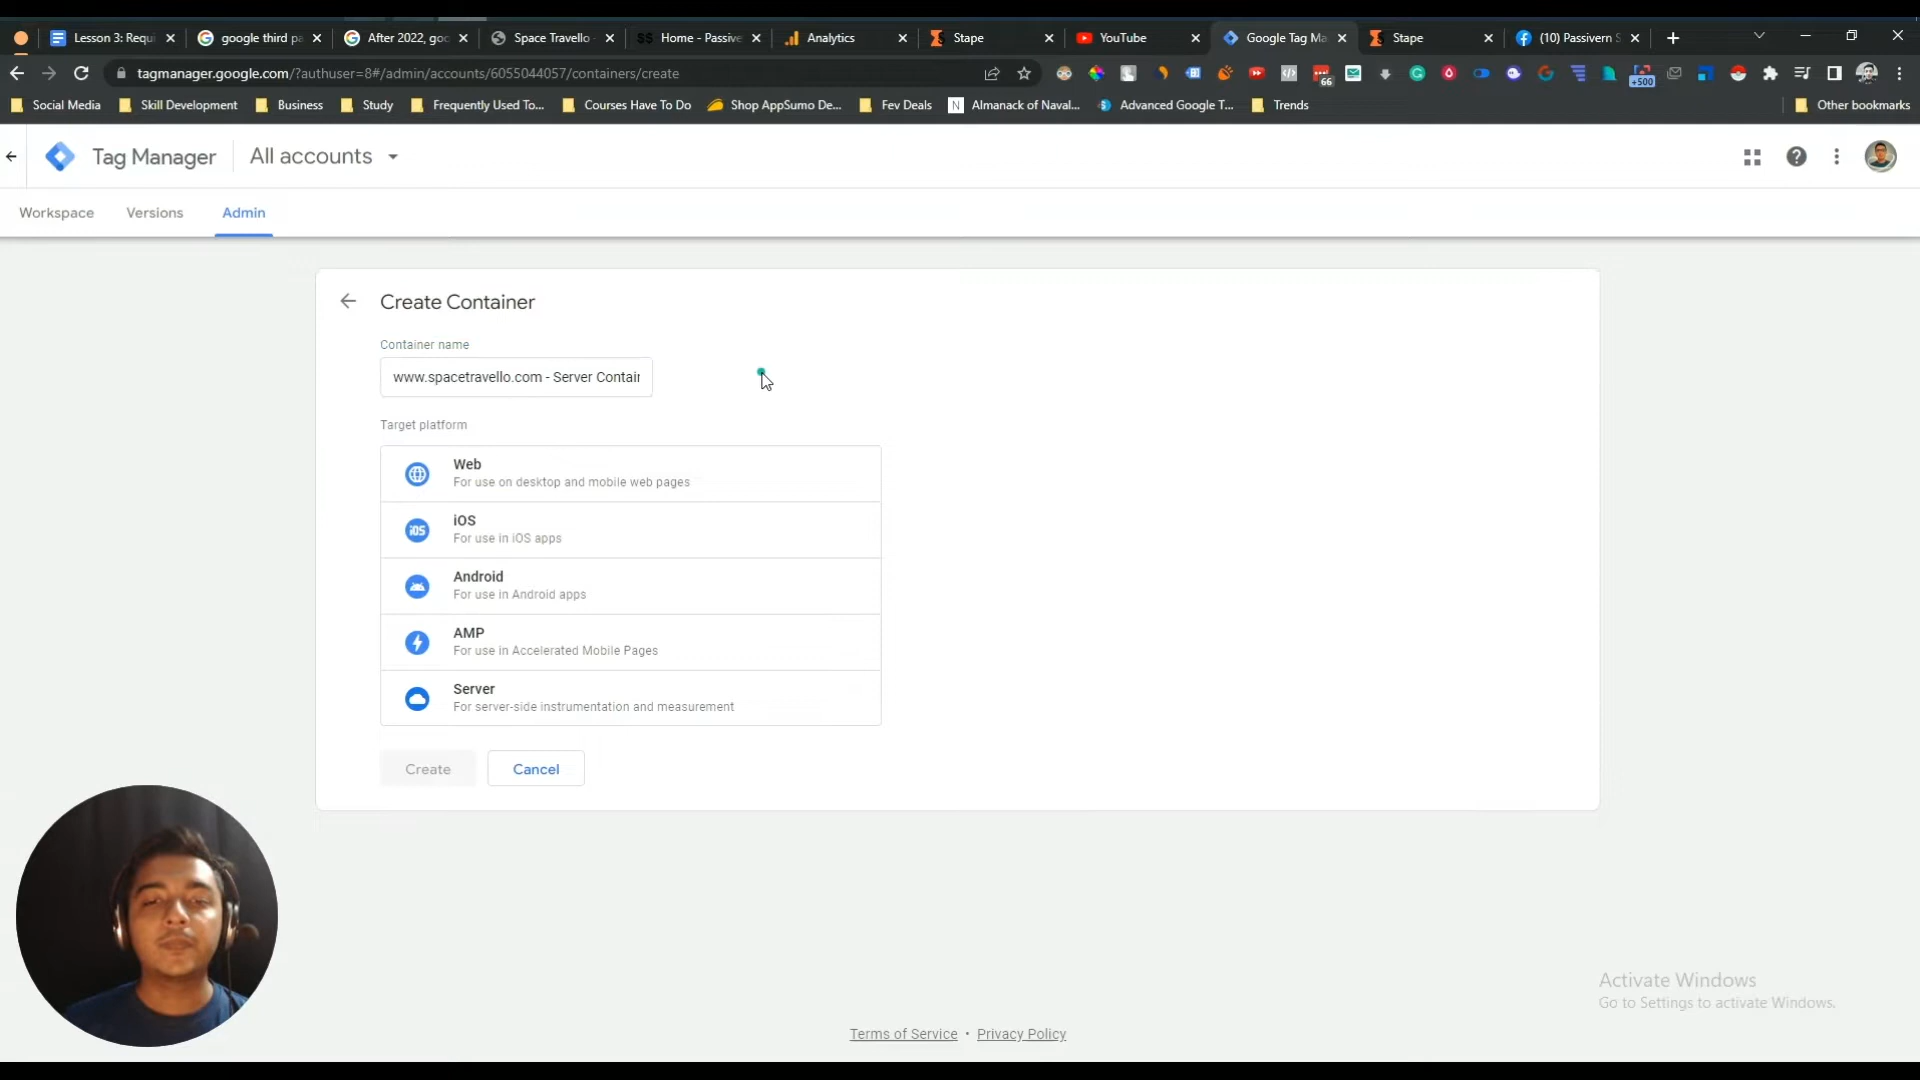 Lesson 3: Requi
google third pa
After 2022, goo
Space Travello
Home - Passive
Analytics
Stape
YouTube
Google Tag Ma
Stape
(10) Passivern S
tagmanager.google.com/?authuser=8#/admin/accounts/6055044057/containers/create
66
+500
Social Media
Skill Development
Business
Study
Frequently Used To...
Courses Have To Do
Shop AppSumo De...
Fev Deals
Almanack of Naval...
Advanced Google T...
Trends
Other bookmarks
Tag Manager
All accounts
Workspace
Versions
Admin
Create Container
Container name
www.spacetravello.com - Server Contain
Target platform
Web
For use on desktop and mobile web pages
iOS
For use in iOS apps
Android
For use in Android apps
AMP
For use in Accelerated Mobile Pages
Server
For server-side instrumentation and measurement
Create
Cancel
Activate Windows
Go to Settings to activate Windows.
Terms of Service • Privacy Policy